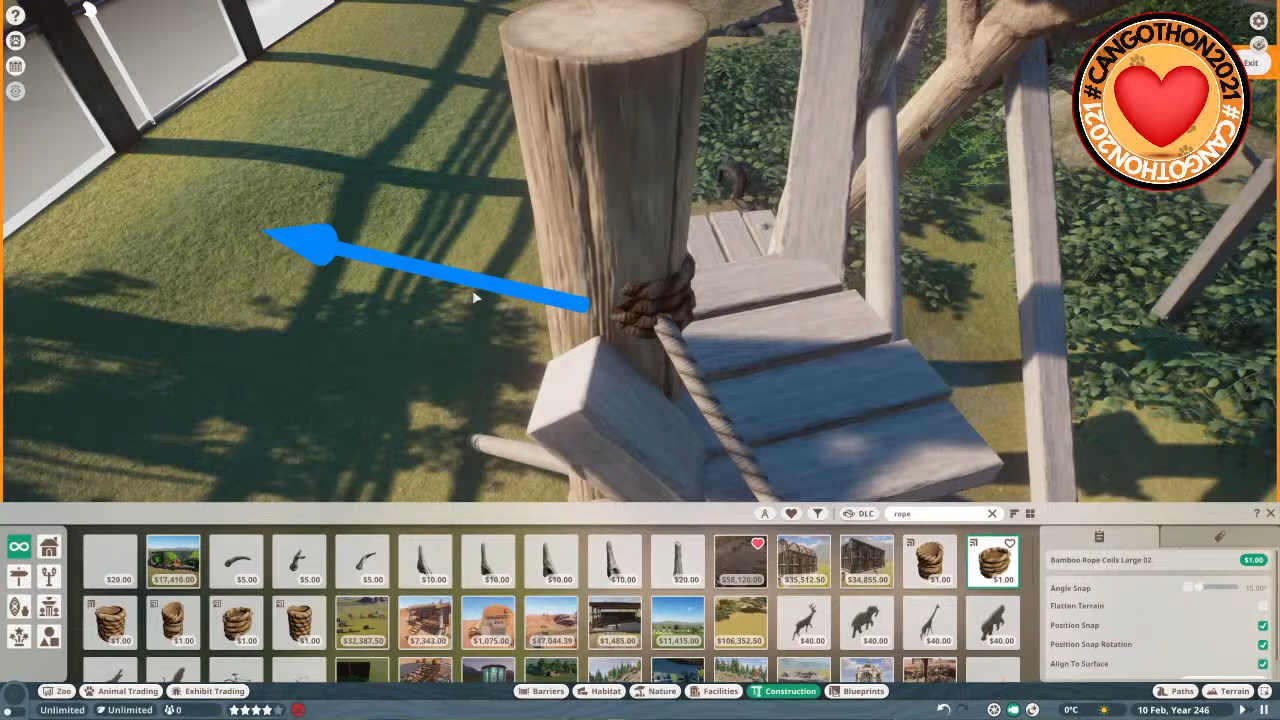 #CANGOTHON2021 #CANGOTHON2021
Exit
DLC
rope
$20.00
$17,410.00
$5.00
$5.00
$5.00
$10.00
$10.00
$10.00
$10.00
$20.00
$58,120.00
$35,512.50
$34,855.00
$1.00
$1.00
$1.00
$1.00
$1.00
$1.00
$32,387.50
$7,343.00
$1,075.00
$47,044.39
$1,485.00
$11,415.00
$106,352.50
$40.00
$40.00
$40.00
$40.00
Bamboo Rope Coils Large 02
$1.00
Angle Snap
Flatten Terrain
Position Snap
Position Snap Rotation
Align To Surface
Zoo
Animal Trading
Exhibit Trading
Barriers
Habitat
Nature
Facilities
Construction
Blueprints
Paths
Terrain
Unlimited
Unlimited
0
0°C
10 Feb, Year 246